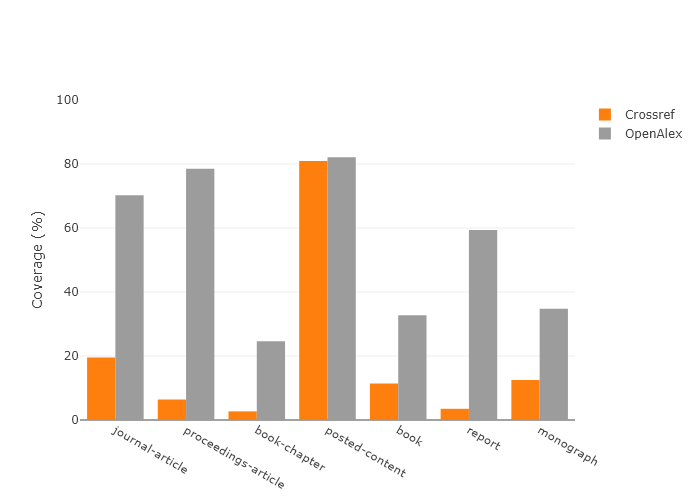 100
80
60
40
20
0
Coverage (%)
journal-article
proceedings-article
book-chapter
posted-content
book
report
monograph
Crossref
OpenAlex